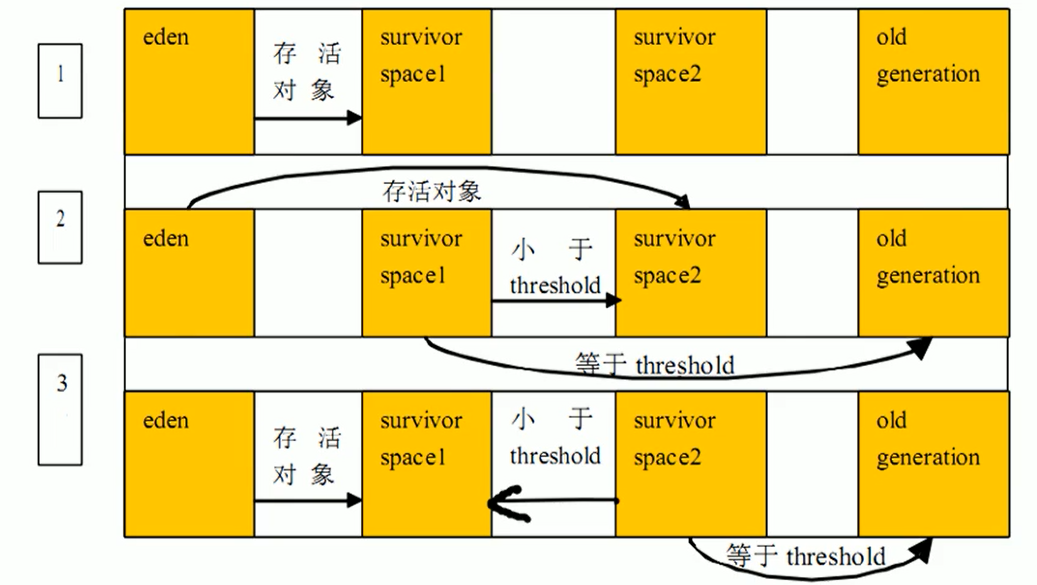 1
eden
存活
对象
survivor
space1
survivor
space2
old
generation
2
存活对象
eden
survivor
space1
小于
threshold
survivor
space2
old
generation
等于 threshold
3
eden
存活
对象
survivor
space1
小于
threshold
survivor
space2
old
generation
等于 threshold